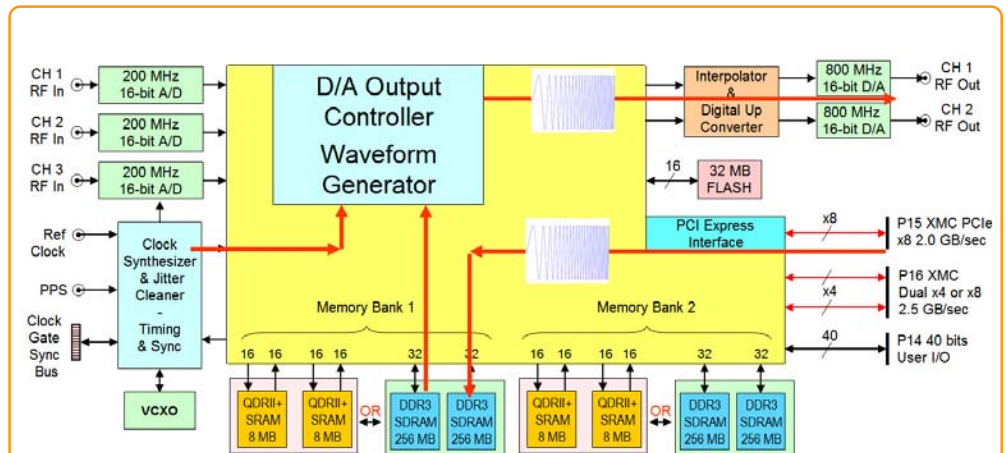 CH 1
RF In
200 MHz
16-bit A/D
CH 2
RF In
200 MHz
16-bit A/D
CH 3
RF In
200 MHz
16-bit A/D
Ref
Clock
PPS
Clock
Gate
Sync
Bus
Clock
Synthesizer
& Jitter
Cleaner
-
Timing
& Sync
VCXO
D/A Output
Controller
Waveform
Generator
Interpolator
&
Digital Up
Converter
800 MHz
16-bit D/A
CH 1
RF Out
800 MHz
16-bit D/A
CH 2
RF Out
16
32 MB
FLASH
PCI Express
Interface
x8
P15 XMC PCIe
x8 2.0 GB/sec
x4
P16 XMC
Dual x4 or x8
2.5 GB/sec
40
P14 40 bits
User I/O
Memory Bank 1
16 16 16 16 32 32
QDRII+
SRAM
8 MB
QDRII+
SRAM
8 MB
OR
DDR3
SDRAM
256 MB
DDR3
SDRAM
256 MB
Memory Bank 2
16 16 16 16 32 32
QDRII+
SRAM
8 MB
QDRII+
SRAM
8 MB
OR
DDR3
SDRAM
256 MB
DDR3
SDRAM
256 MB